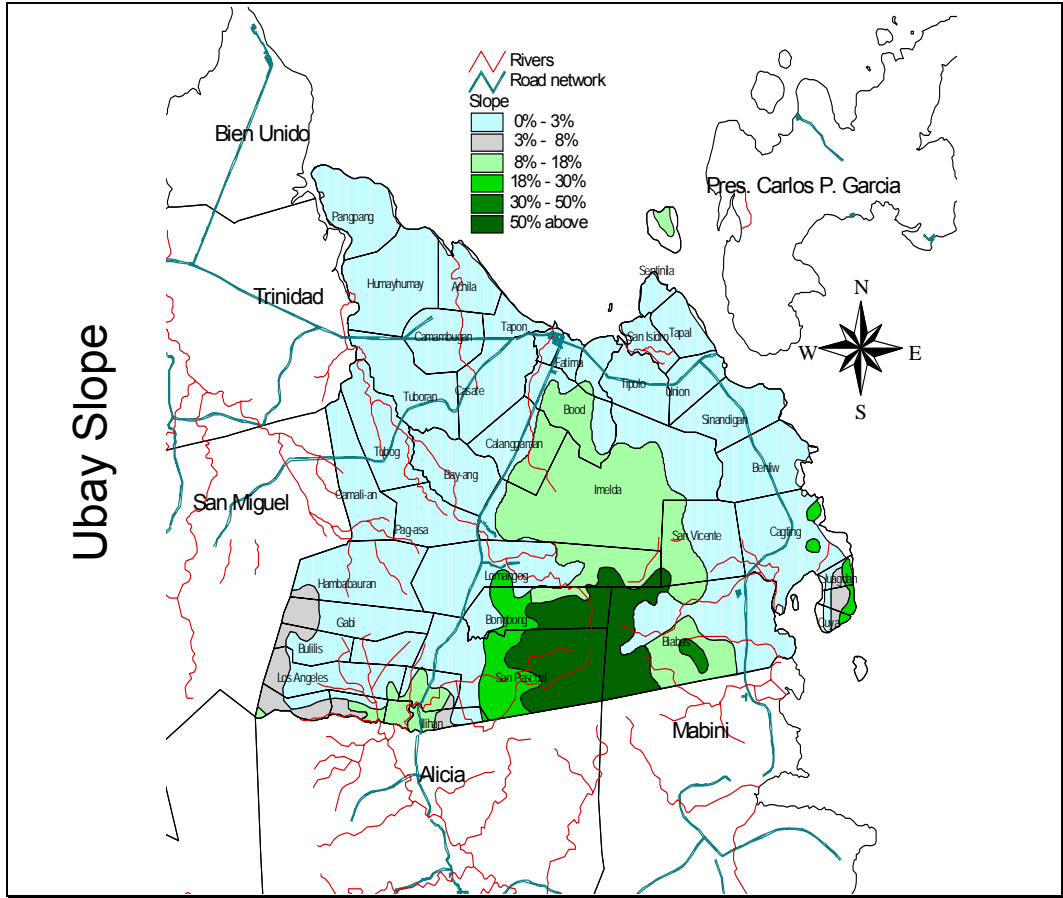 Ubay Slope
Rivers
Road network
Slope
0% - 3%
3% - 8%
8% - 18%
18% - 30%
30% - 50%
50% above
Bien Unido
Pres. Carlos P. Garcia
Pangpang
Humayhumay
Achila
Sentinila
N
W
E
S
Trinidad
Camambugan
Tapon
San Isidro
Tapal
Fatima
Tipolo
Union
Tuboran
Casate
Bood
Sinandigan
Tubog
Calanggaman
Bay-ang
Imelda
Benliw
San Miguel
Camali-an
Pag-asa
San Vicente
Cagting
Hambabauran
Lomangog
Gabi
Bongbong
Bulilis
Biabas
Los Angeles
San Pascual
Ilihan
Mabini
Alicia